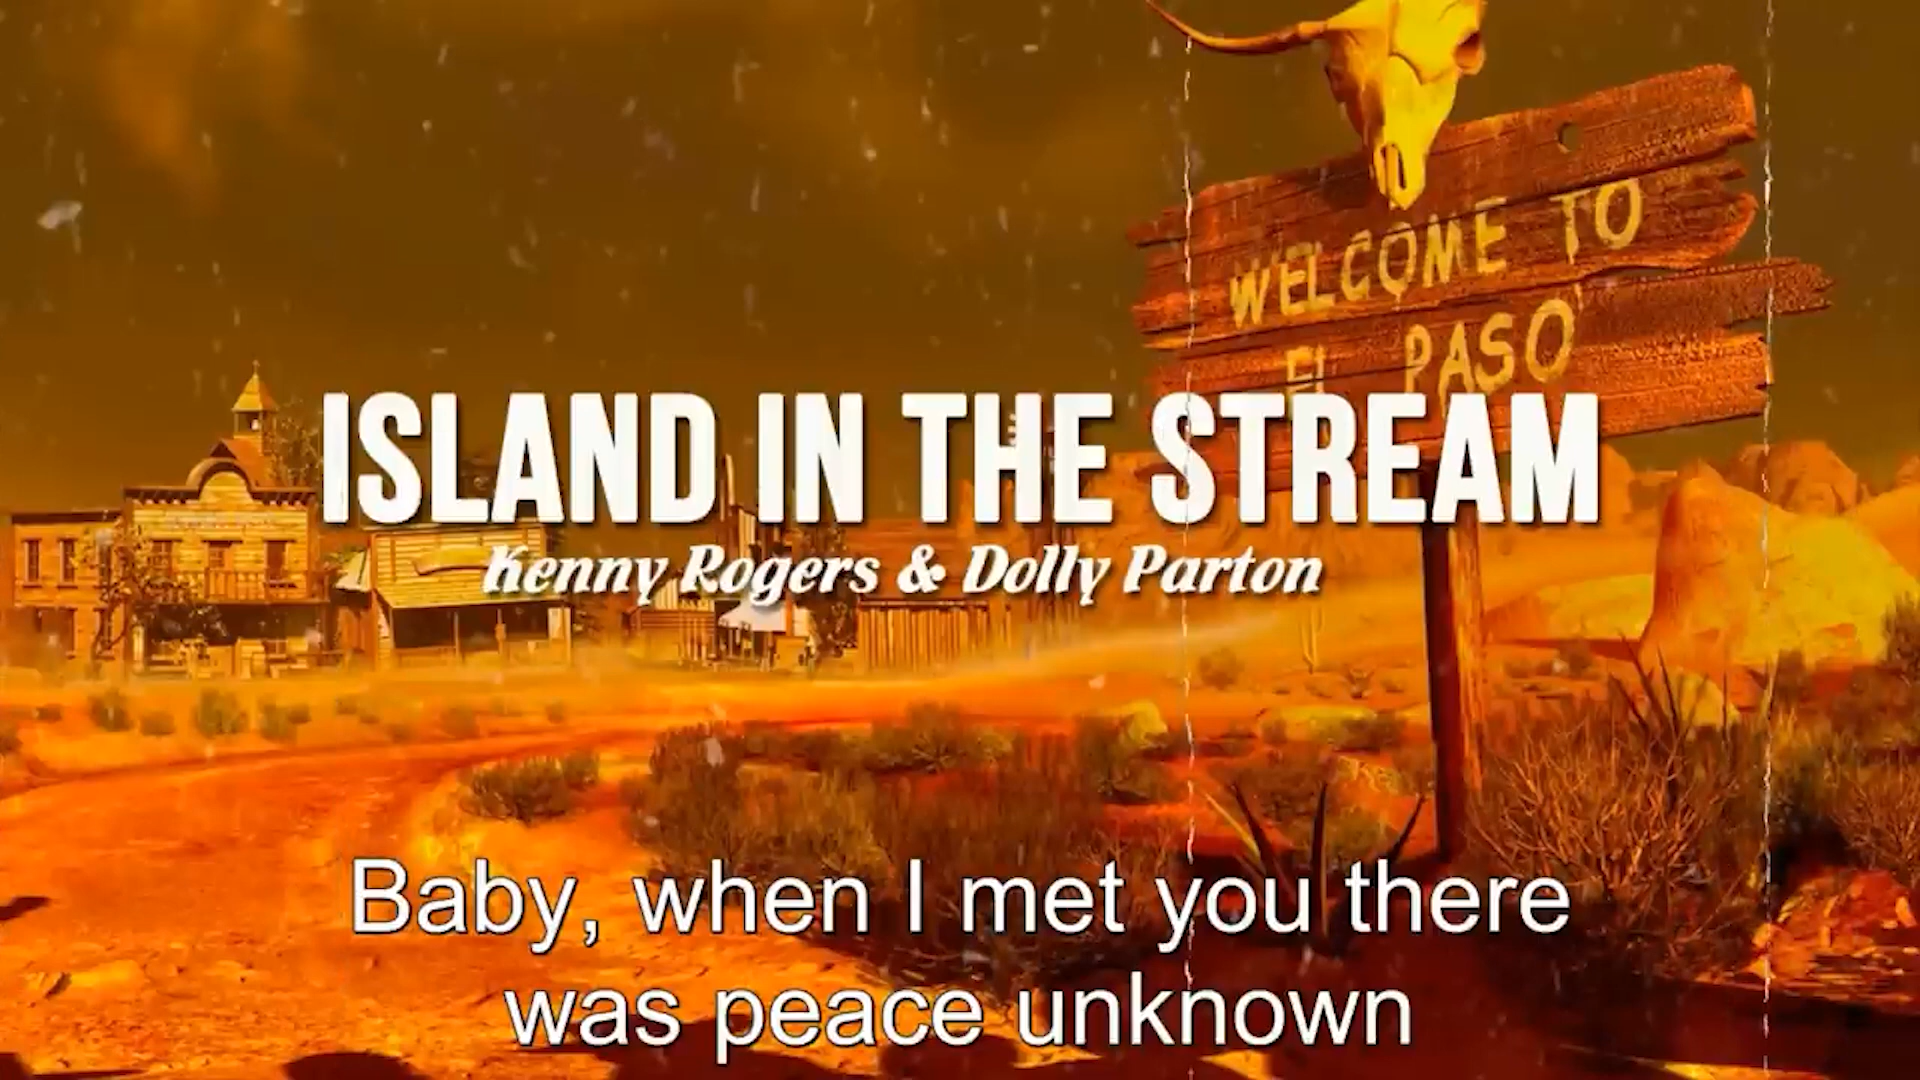 WELCOME TO
EL PASO
ISLAND IN THE STREAM
Kenny Rogers & Dolly Parton
Baby, when I met you there
was peace unknown